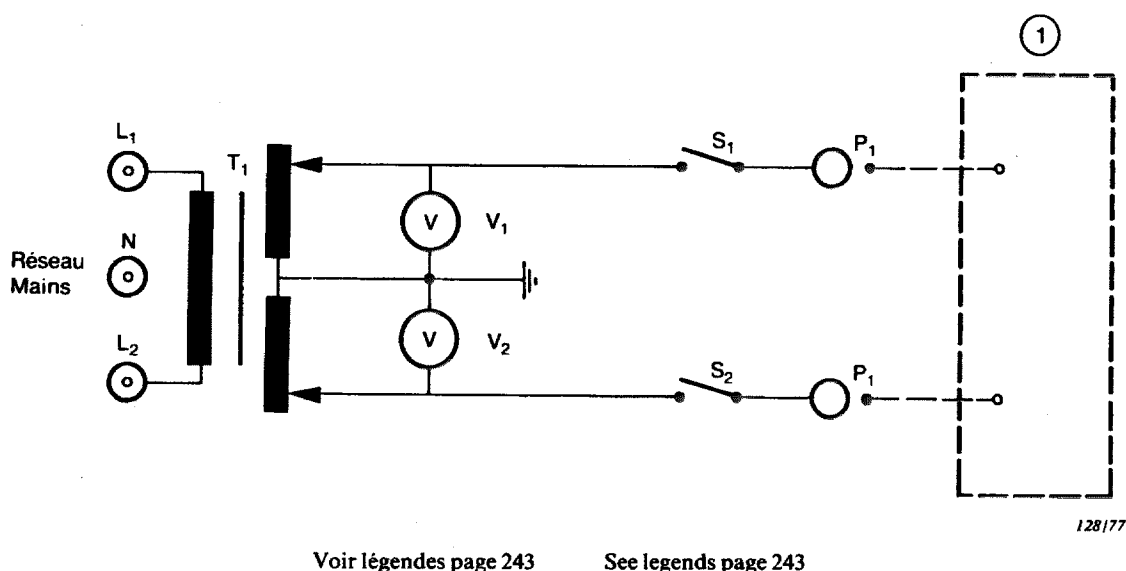 1
L₁
T₁
S₁
P₁
V
V₁
N
Réseau
Mains
V
V₂
L₂
S₂
P₁
128/77
Voir légendes page 243 See legends page 243